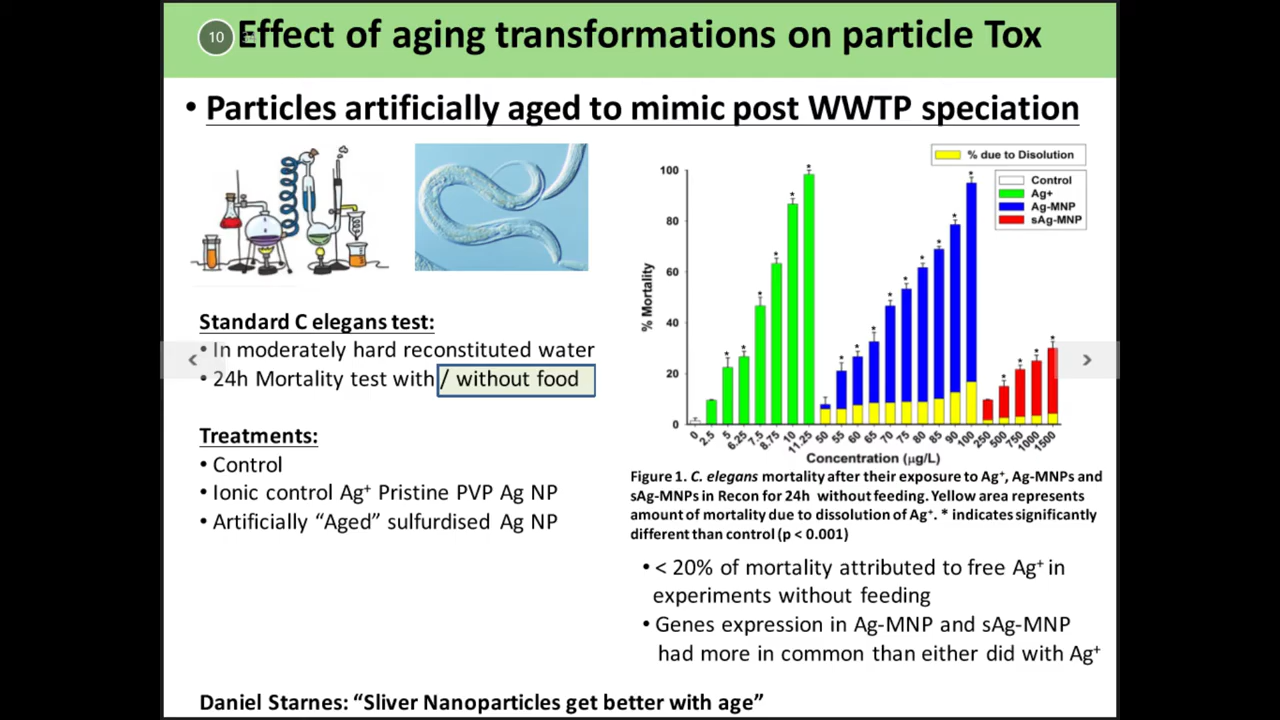 10
Effect of aging transformations on particle Tox
• Particles artificially aged to mimic post WWTP speciation
Standard C elegans test:
• In moderately hard reconstituted water
• 24h Mortality test with / without food
Treatments:
• Control
• Ionic control Ag⁺ Pristine PVP Ag NP
• Artificially “Aged” sulfurdised Ag NP
% due to Disolution
Control
Ag+
Ag-MNP
sAg-MNP
% Mortality
100
80
60
40
20
0
0 2.5 5 6.25 7.5 8.75 10 11.25 50 55 60 65 70 75 80 85 90 100 250 500 750 1000 1500
Concentration (µg/L)
Figure 1. C. elegans mortality after their exposure to Ag⁺, Ag-MNPs and
sAg-MNPs in Recon for 24h without feeding. Yellow area represents
amount of mortality due to dissolution of Ag⁺. * indicates significantly
different than control (p < 0.001)
• < 20% of mortality attributed to free Ag⁺ in
experiments without feeding
• Genes expression in Ag-MNP and sAg-MNP
had more in common than either did with Ag⁺
Daniel Starnes: “Sliver Nanoparticles get better with age”